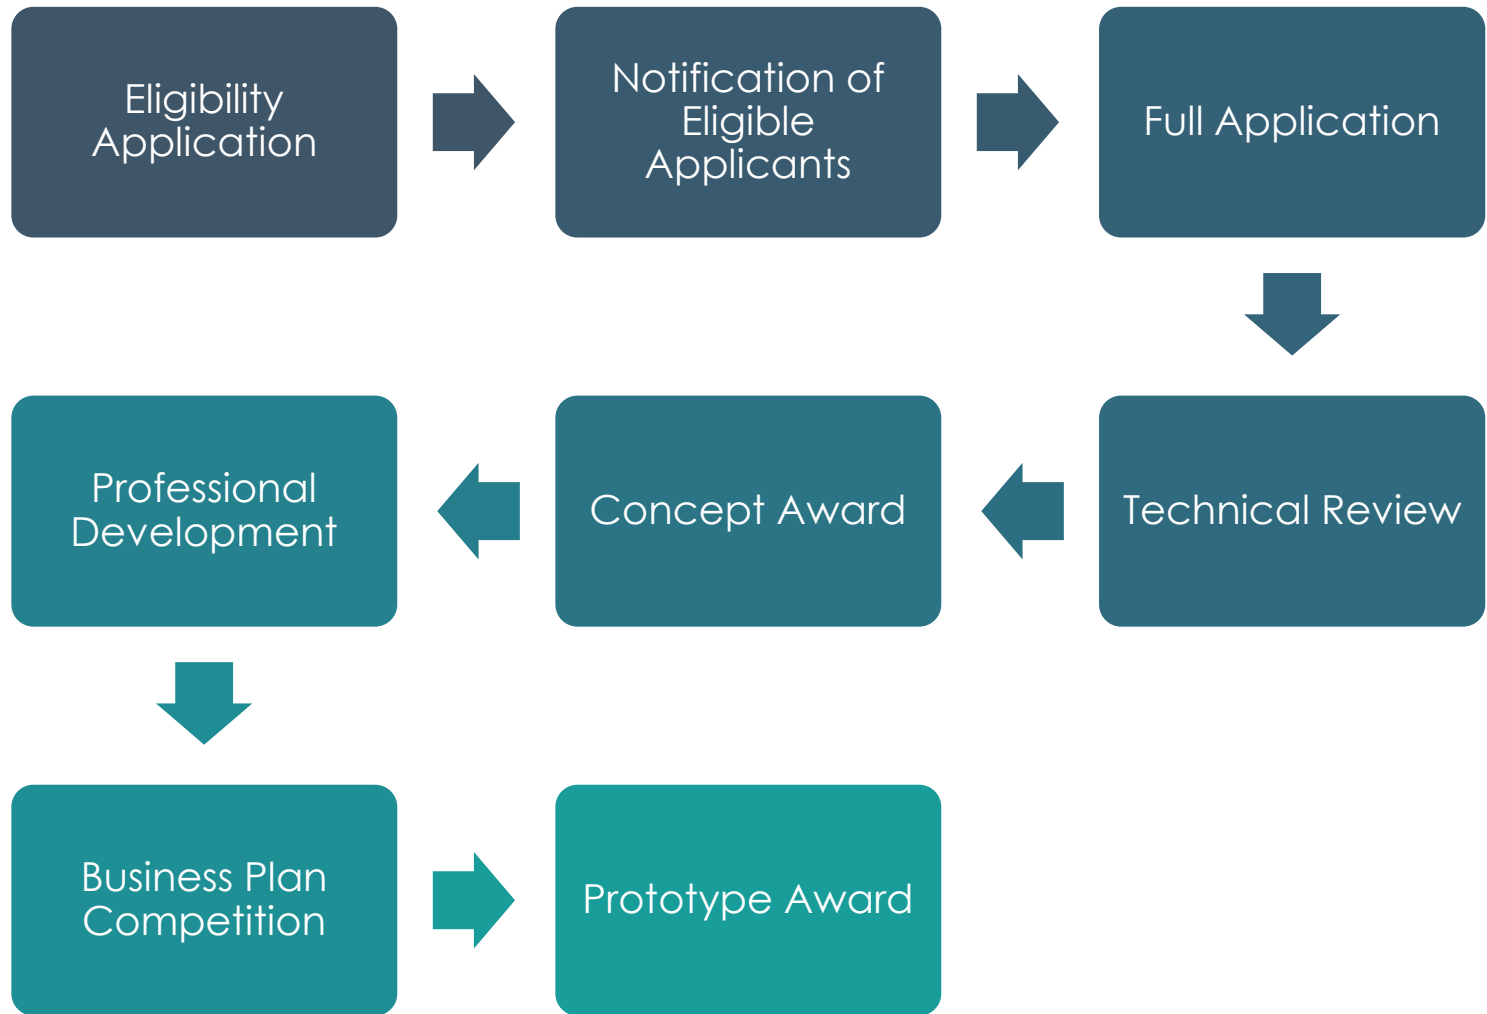 Eligibility
Application
Notification of
Eligible
Applicants
Full Application
Technical Review
Concept Award
Professional
Development
Business Plan
Competition
Prototype Award